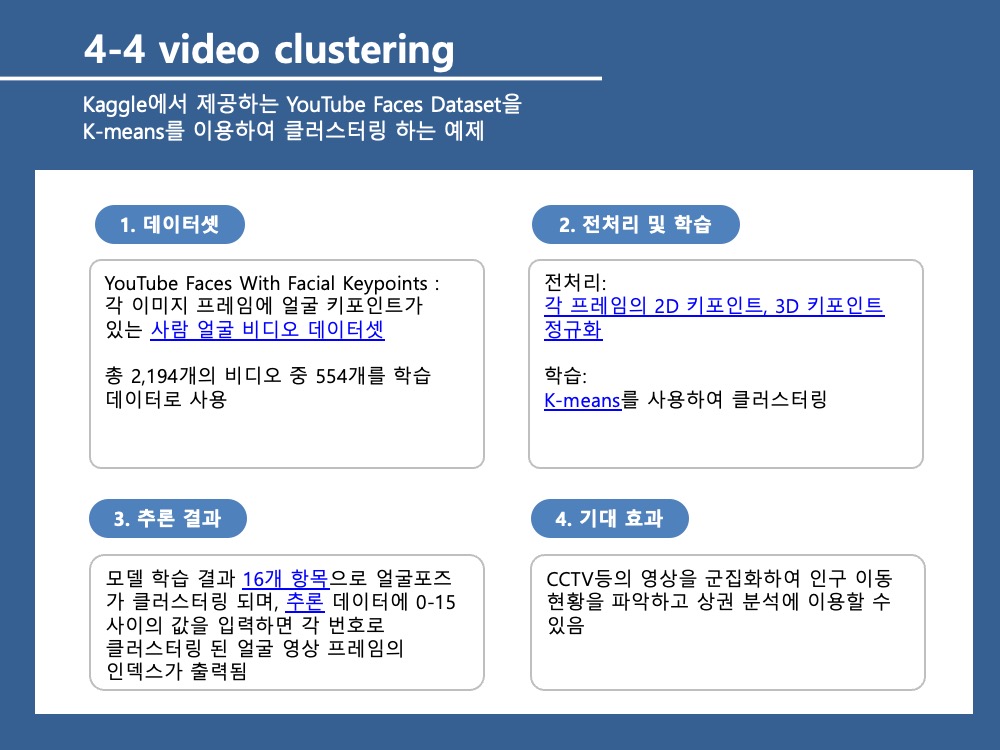 4-4 video clustering
Kaggle에서 제공하는 YouTube Faces Dataset을
K-means를 이용하여 클러스터링 하는 예제
1. 데이터셋
YouTube Faces With Facial Keypoints :
각 이미지 프레임에 얼굴 키포인트가
있는 사람 얼굴 비디오 데이터셋
총 2,194개의 비디오 중 554개를 학습
데이터로 사용
2. 전처리 및 학습
전처리:
각 프레임의 2D 키포인트, 3D 키포인트
정규화
학습:
K-means를 사용하여 클러스터링
3. 추론 결과
모델 학습 결과 16개 항목으로 얼굴포즈
가 클러스터링 되며, 추론 데이터에 0-15
사이의 값을 입력하면 각 번호로
클러스터링 된 얼굴 영상 프레임의
인덱스가 출력됨
4. 기대 효과
CCTV등의 영상을 군집화하여 인구 이동
현황을 파악하고 상권 분석에 이용할 수
있음